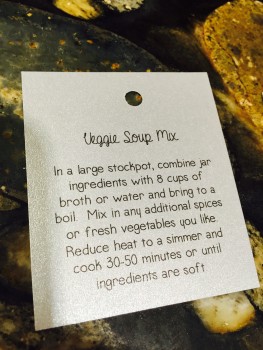 Veggie Soup Mix
In a large stockpot, combine jar
ingredients with 8 cups of
broth or water and bring to a
boil. Mix in any additional spices
or fresh vegetables you like.
Reduce heat to a simmer and
cook 30-50 minutes or until
ingredients are soft